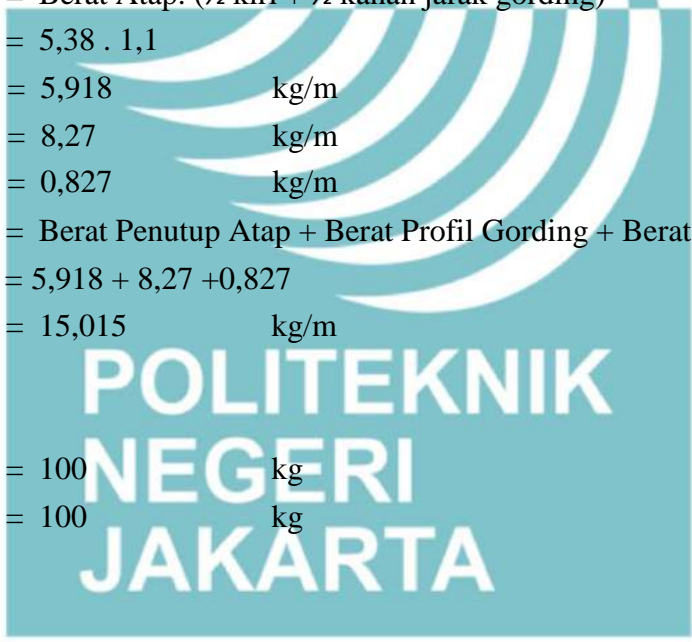 = Berat Atap. (½ kiri + ½ kanan jarak gording)
= 5,38 . 1,1
= 5,918 kg/m
= 8,27 kg/m
= 0,827 kg/m
= Berat Penutup Atap + Berat Profil Gording + Berat
= 5,918 + 8,27 +0,827
= 15,015 kg/m
POLITEKNIK
NEGERI
JAKARTA
= 100 kg
= 100 kg